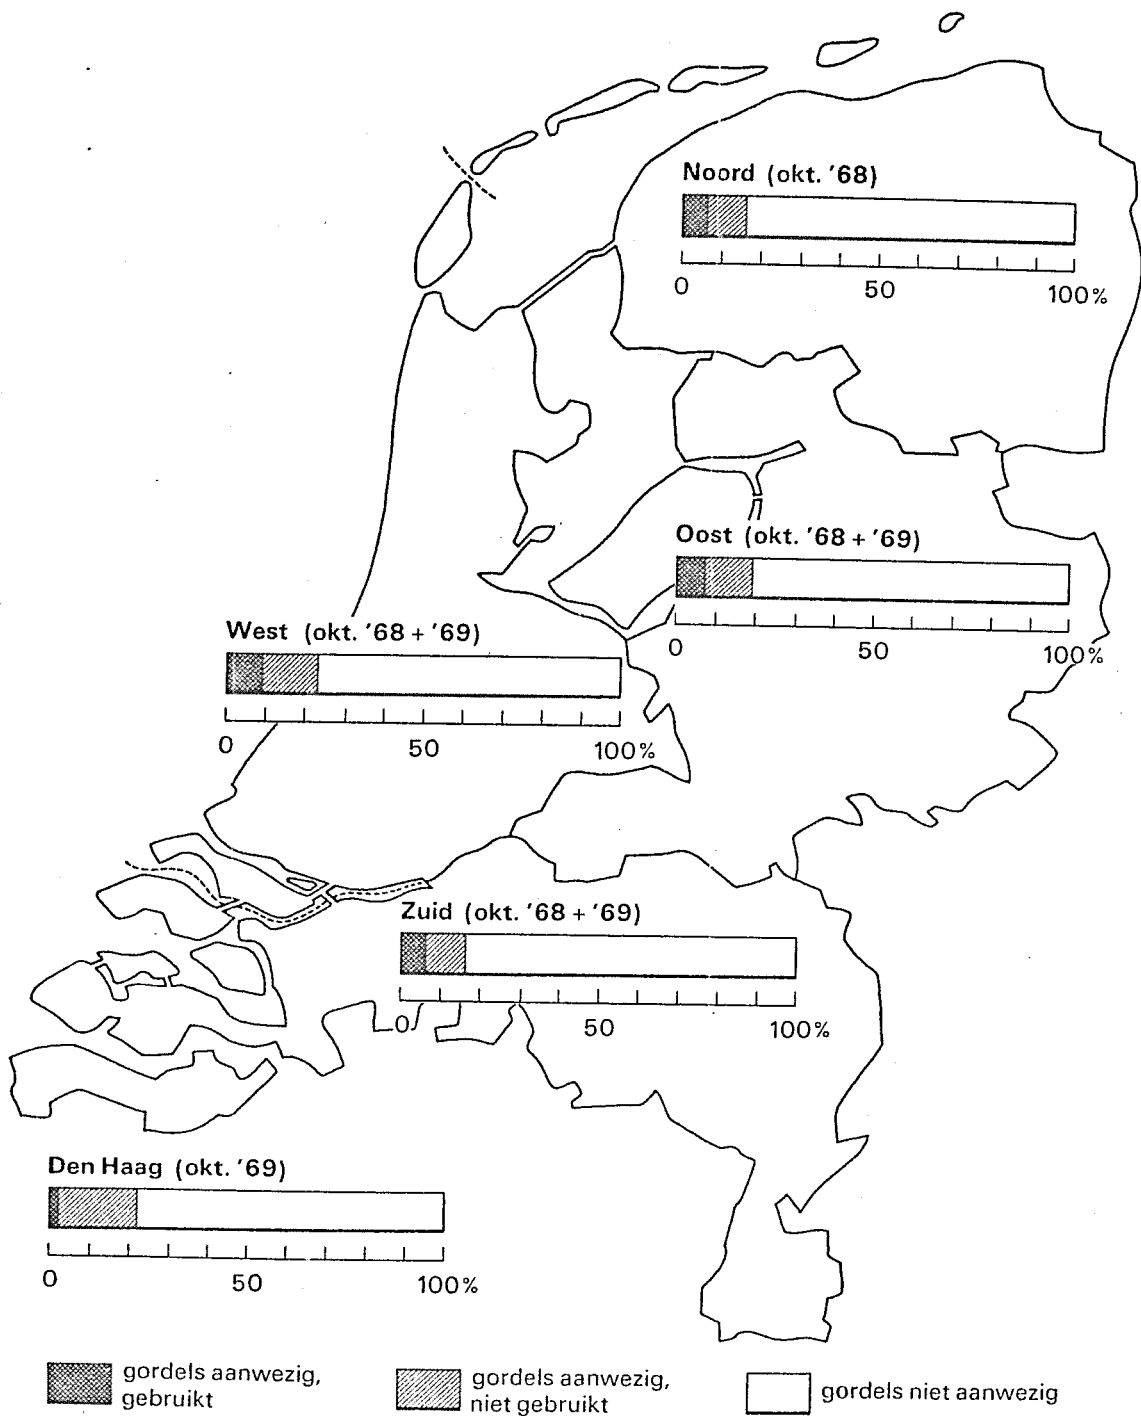 Noord (okt. '68)
0 50 100%
Oost (okt. '68 + '69)
0 50 100%
West (okt. '68 + '69)
0 50 100%
Zuid (okt. '68 + '69)
0 50 100%
Den Haag (okt. '69)
0 50 100%
gordels aanwezig,
gebruikt
gordels aanwezig,
niet gebruikt
gordels niet aanwezig